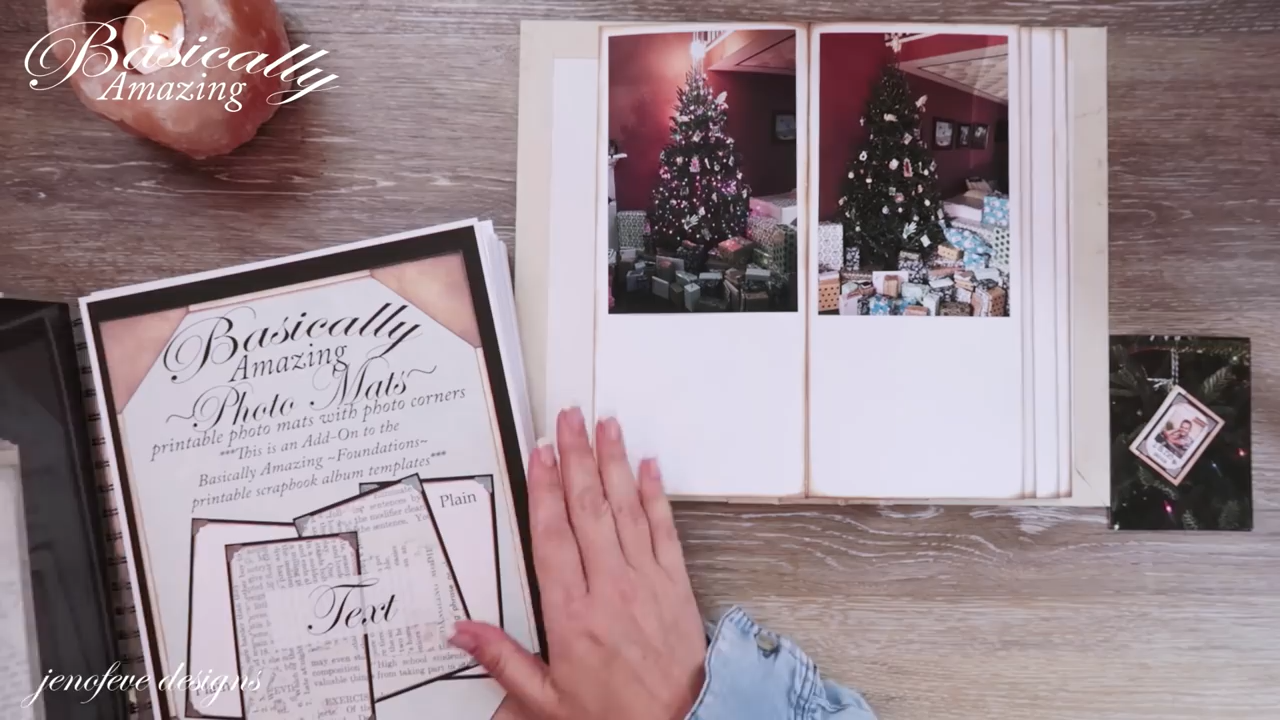 Basically
Amazing
Basically
Amazing
~Photo Mats~
printable photo mats with photo corners
***This is an Add-On to the
Basically Amazing ~Foundations~
printable scrapbook album templates***
Plain
Text
jenofeve designs